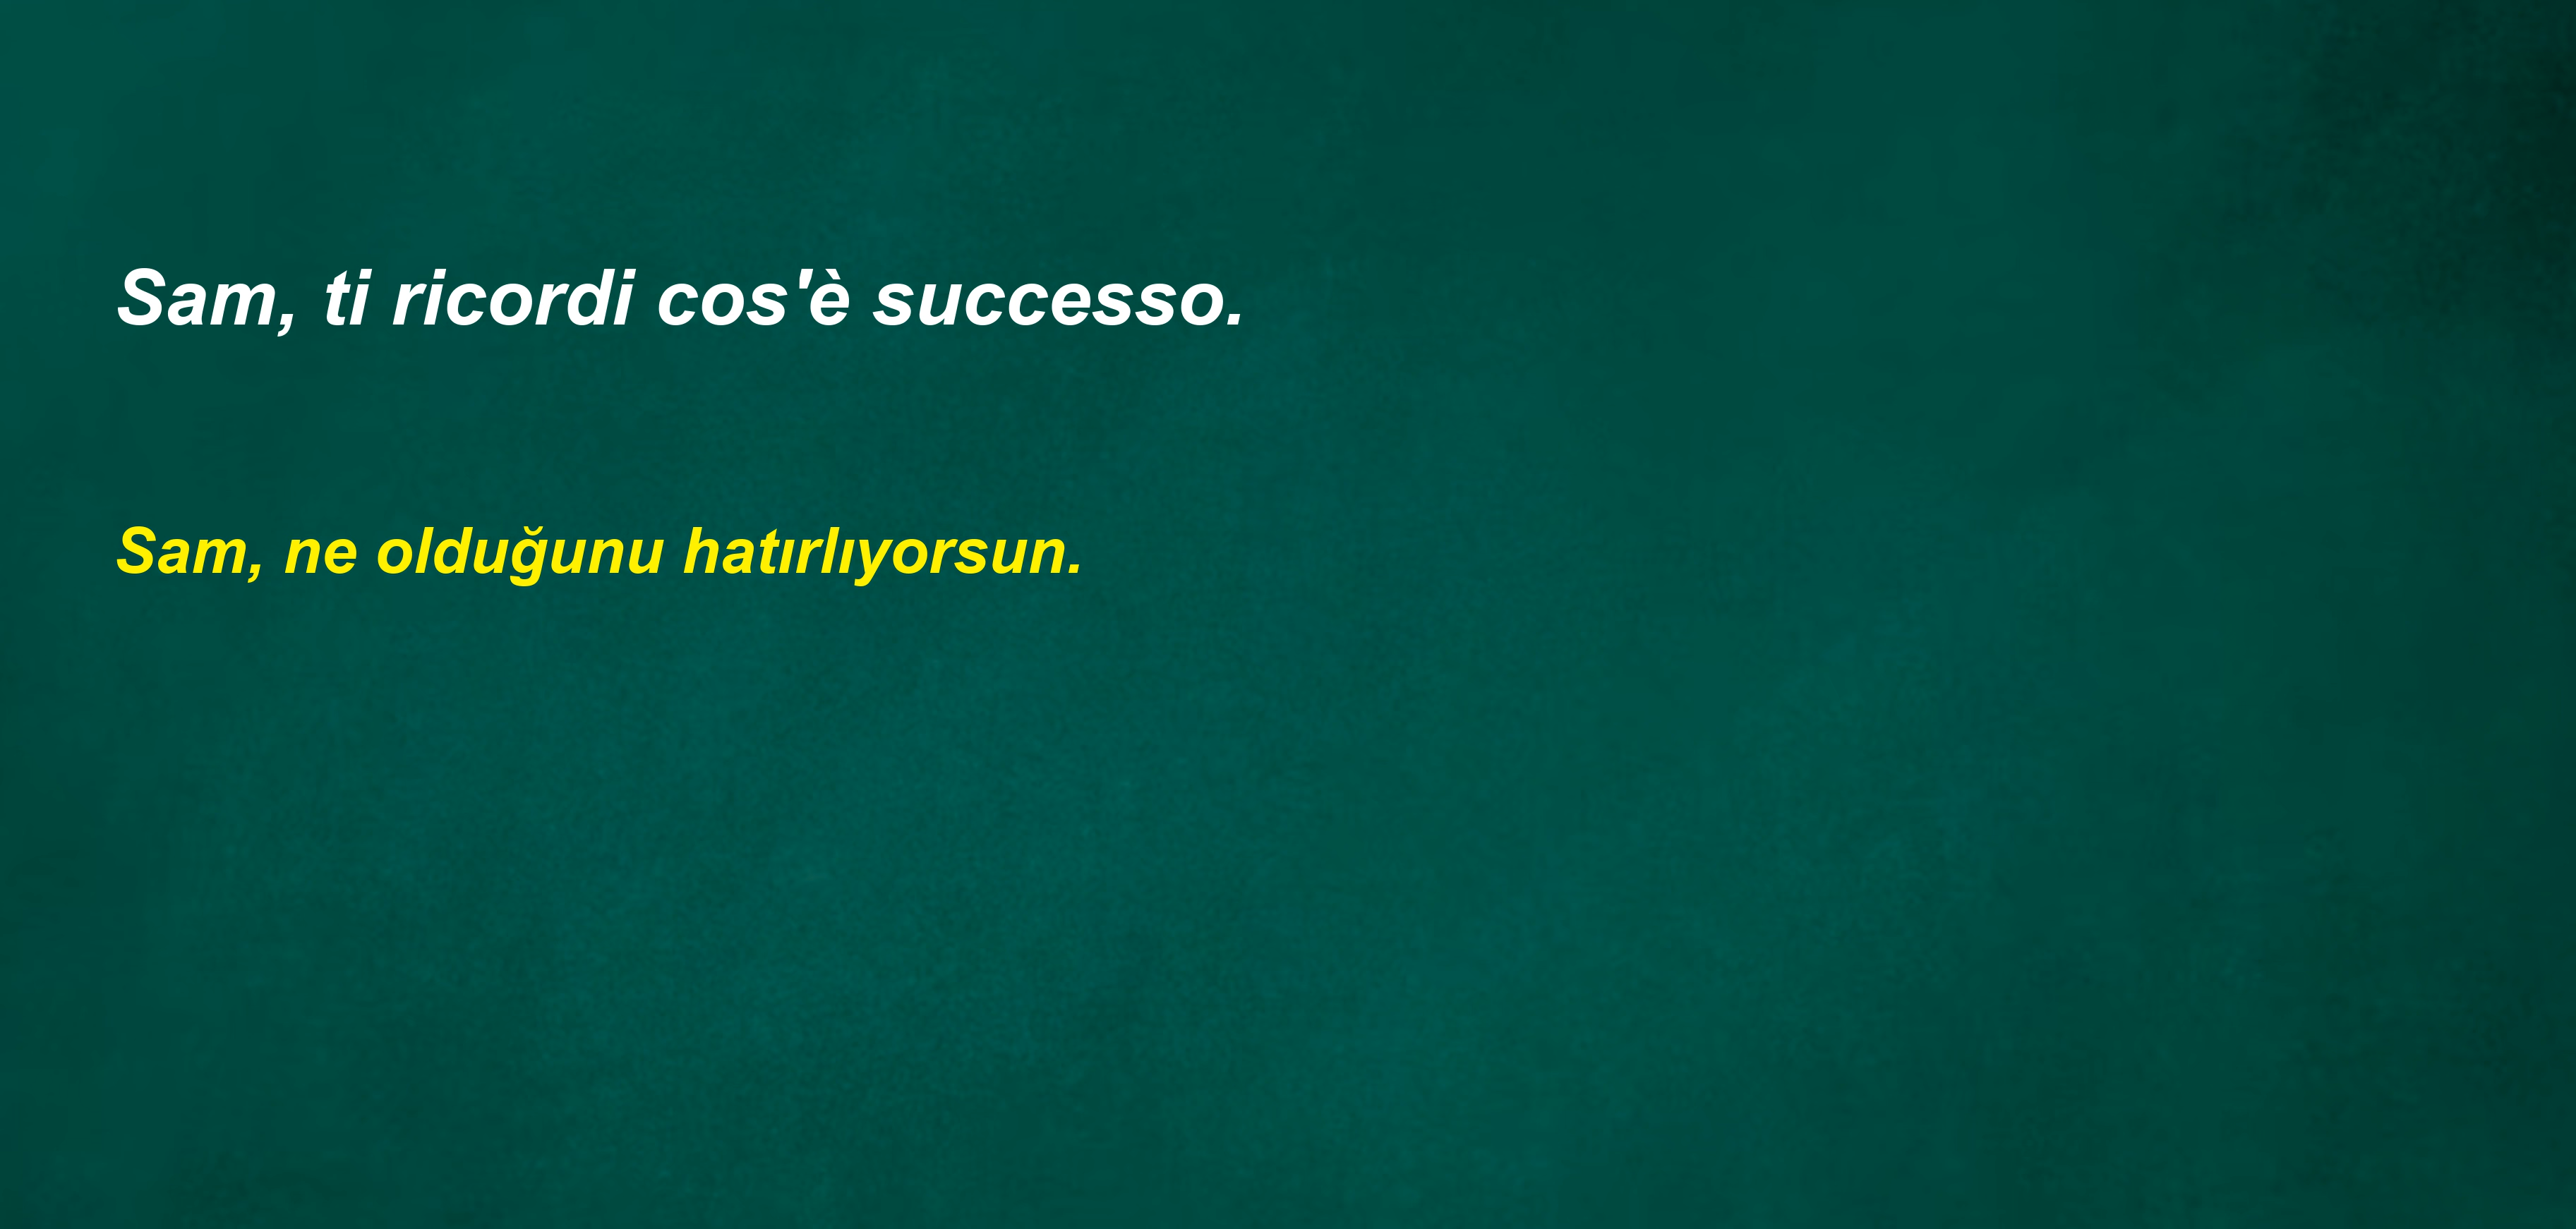 Sam, ti ricordi cos'è successo.
Sam, ne olduğunu hatırlıyorsun.